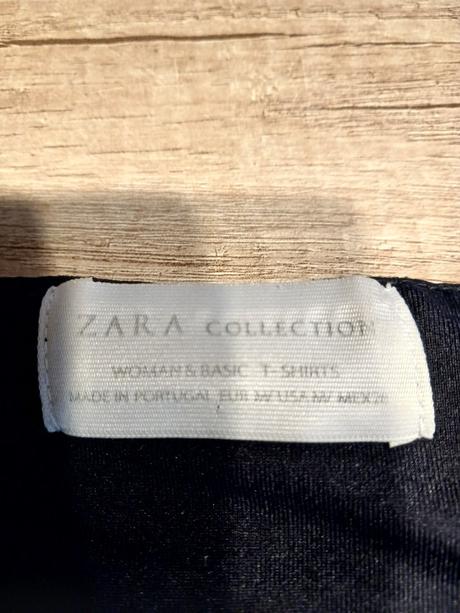 ZARA COLLECTION
WOMAN & BASIC T-SHIRTS
MADE IN PORTUGAL EUR M/ USA M/ MEX 28